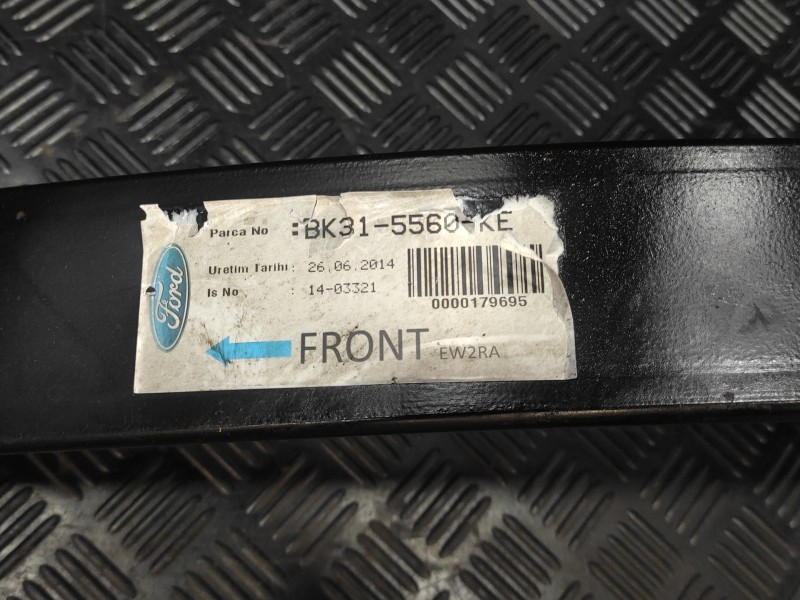 Parca No :BK31-5560-KE
Uretim Tarihi : 26.06.2014
Is No : 14-03321
0000179695
Ford
FRONT EW2RA